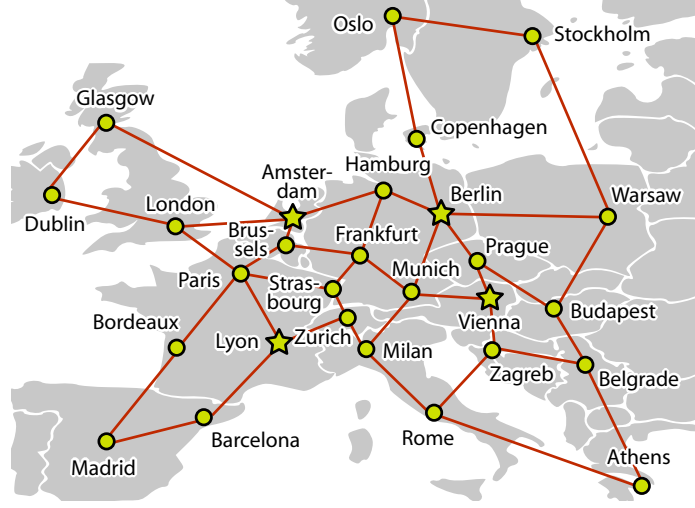 Oslo
Stockholm
Glasgow
Copenhagen
Amster-
dam
Hamburg
Berlin
Dublin
London
Warsaw
Brus-
sels
Frankfurt
Prague
Paris
Stras-
bourg
Munich
Budapest
Bordeaux
Lyon
Zurich
Vienna
Milan
Zagreb
Belgrade
Barcelona
Rome
Madrid
Athens